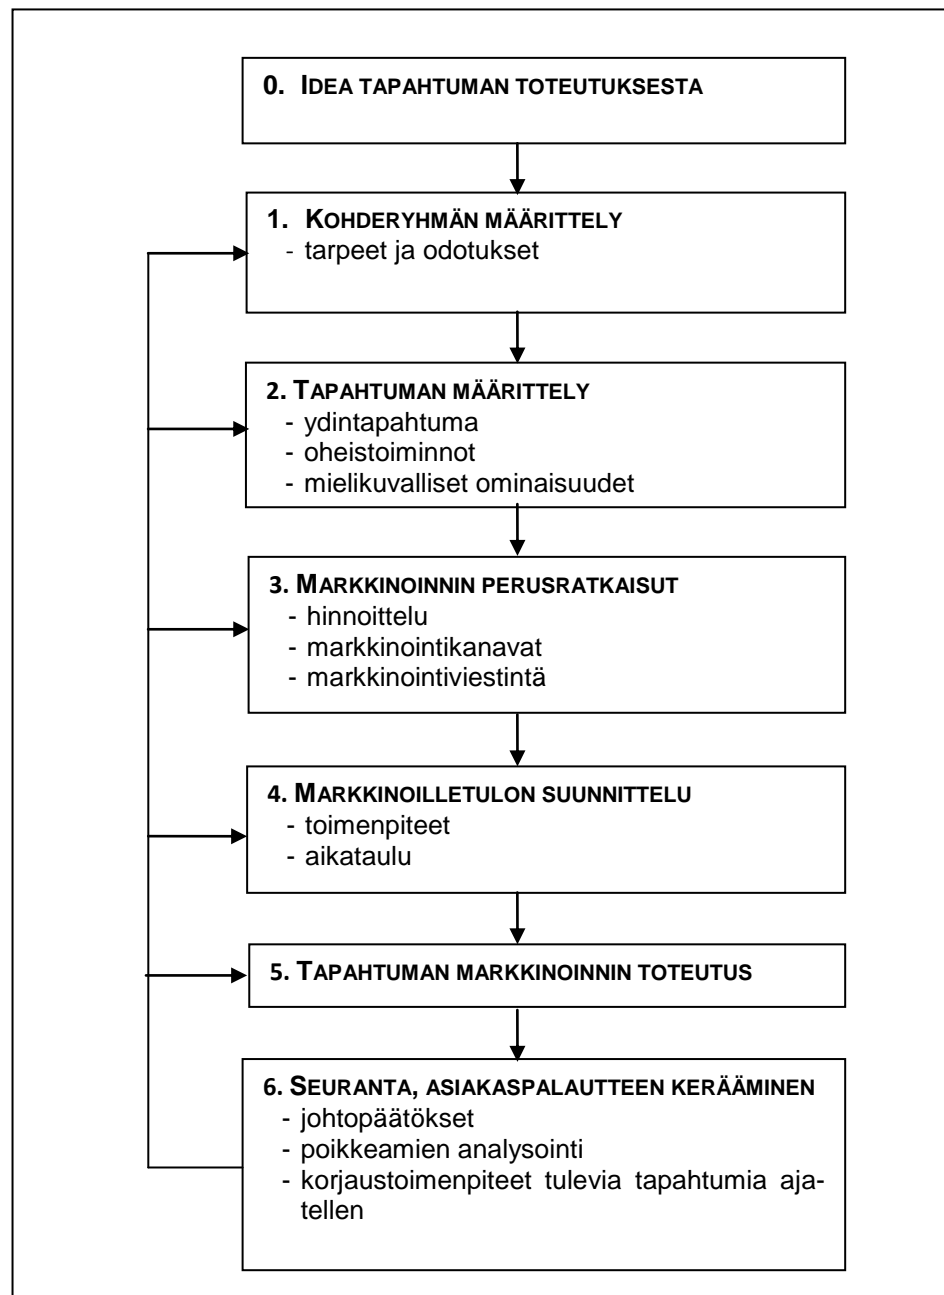 0. IDEA TAPAHTUMAN TOTEUTUKSESTA
1. KOHDERYHMÄN MÄÄRITTELY
- tarpeet ja odotukset
2. TAPAHTUMAN MÄÄRITTELY
- ydintapahtuma
- oheistoiminnot
- mielikuvalliset ominaisuudet
3. MARKKINOINNIN PERUSRATKAISUT
- hinnoittelu
- markkinointikanavat
- markkinointiviestintä
4. MARKKINOILLETULON SUUNNITTELU
- toimenpiteet
- aikataulu
5. TAPAHTUMAN MARKKINOINNIN TOTEUTUS
6. SEURANTA, ASIAKASPALAUTTEEN KERÄÄMINEN
- johtopäätökset
- poikkeamien analysointi
- korjaustoimenpiteet tulevia tapahtumia aja-
tellen